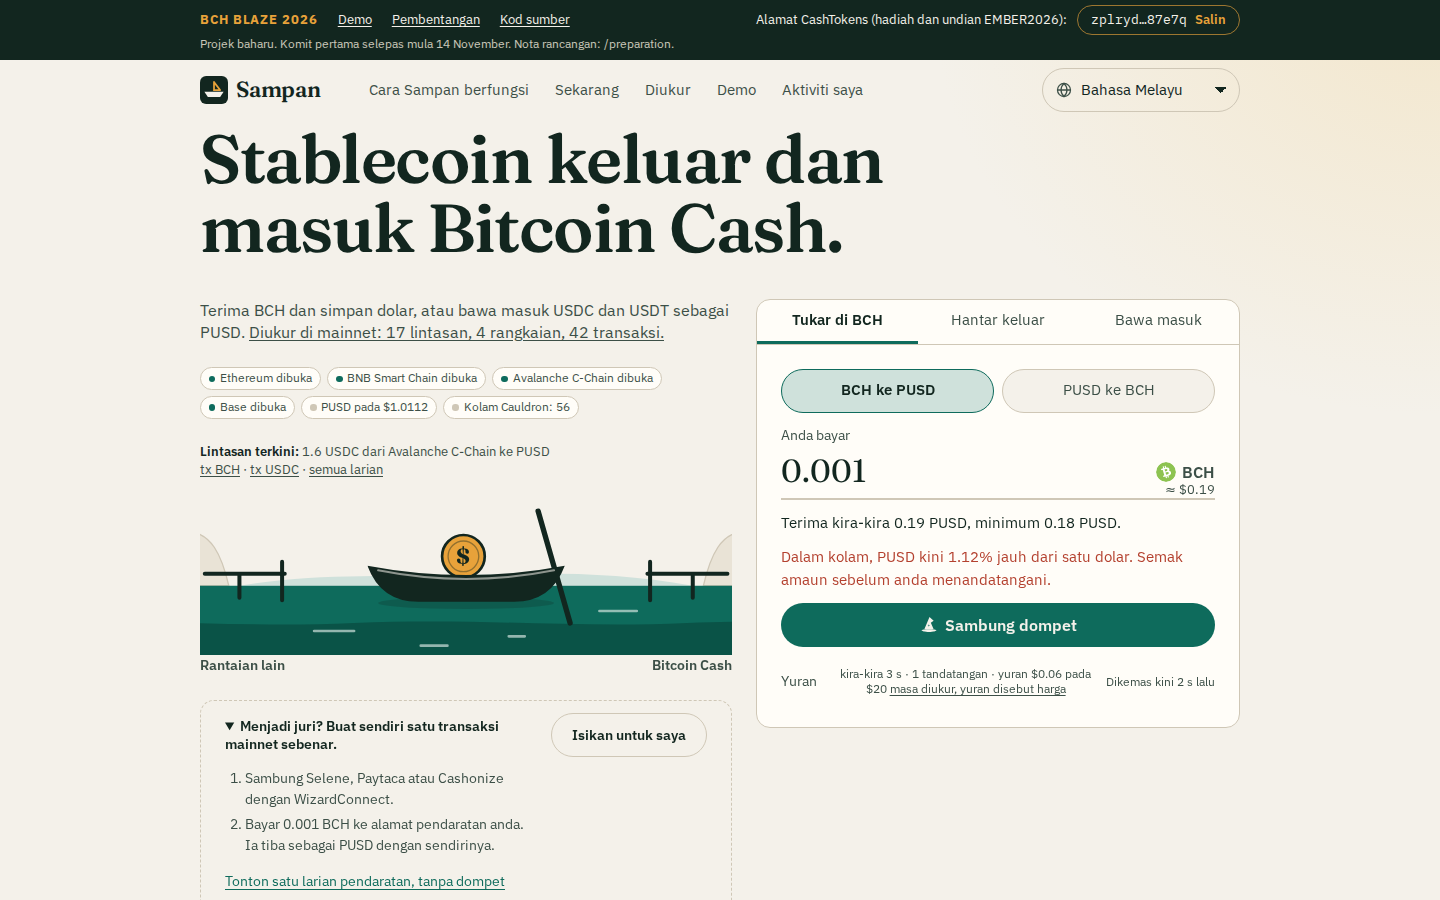 BCH BLAZE 2026 Demo Pembentangan Kod sumber
Alamat CashTokens (hadiah dan undian EMBER2026): zplryd…87e7q Salin
Projek baharu. Komit pertama selepas mula 14 November. Nota rancangan: /preparation.
Sampan Cara Sampan berfungsi Sekarang Diukur Demo Aktiviti saya Bahasa Melayu
Stablecoin keluar dan
masuk Bitcoin Cash.
Terima BCH dan simpan dolar, atau bawa masuk USDC dan USDT sebagai
PUSD. Diukur di mainnet: 17 lintasan, 4 rangkaian, 42 transaksi.
Ethereum dibuka BNB Smart Chain dibuka Avalanche C-Chain dibuka
Base dibuka PUSD pada $1.0112 Kolam Cauldron: 56
Lintasan terkini: 1.6 USDC dari Avalanche C-Chain ke PUSD
tx BCH · tx USDC · semua larian
$
Rantaian lain Bitcoin Cash
Menjadi juri? Buat sendiri satu transaksi
mainnet sebenar.
Isikan untuk saya
1. Sambung Selene, Paytaca atau Cashonize
dengan WizardConnect.
2. Bayar 0.001 BCH ke alamat pendaratan anda.
Ia tiba sebagai PUSD dengan sendirinya.
Tonton satu larian pendaratan, tanpa dompet
Tukar di BCH Hantar keluar Bawa masuk
BCH ke PUSD PUSD ke BCH
Anda bayar
0.001 BCH
≈ $0.19
Terima kira-kira 0.19 PUSD, minimum 0.18 PUSD.
Dalam kolam, PUSD kini 1.12% jauh dari satu dolar. Semak
amaun sebelum anda menandatangani.
Sambung dompet
Yuran
kira-kira 3 s · 1 tandatangan · yuran $0.06 pada
$20 masa diukur, yuran disebut harga
Dikemas kini 2 s lalu